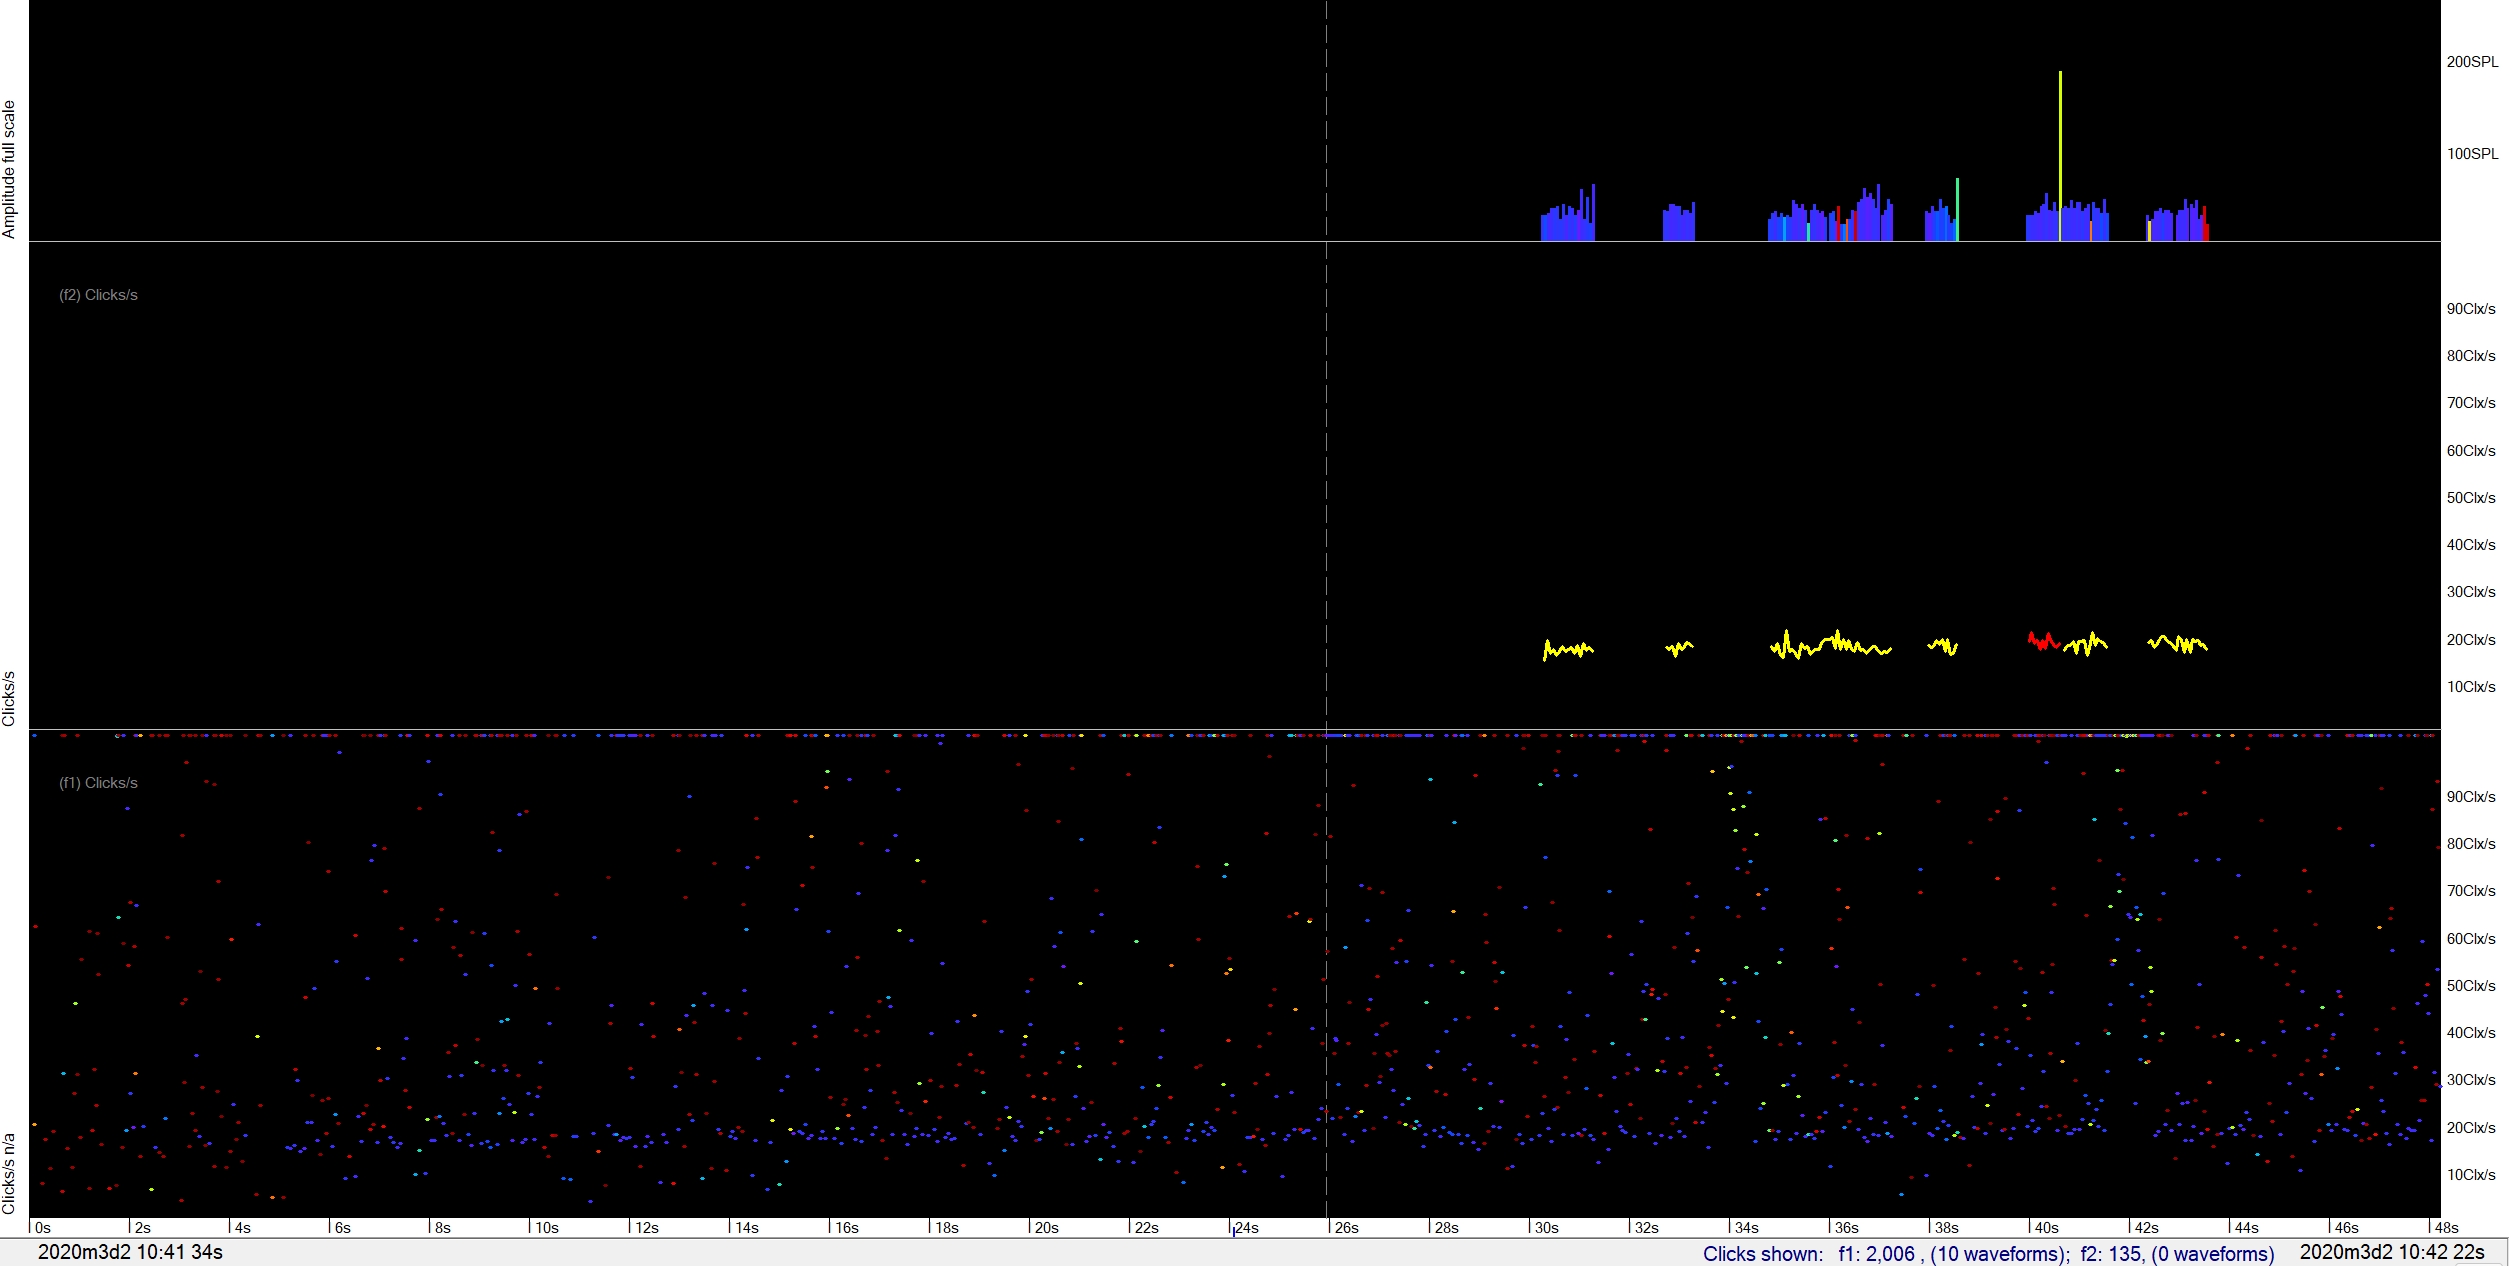 Amplitude full scale
200SPL
100SPL
(f2) Clicks/s
Clicks/s
90Clx/s
80Clx/s
70Clx/s
60Clx/s
50Clx/s
40Clx/s
30Clx/s
20Clx/s
10Clx/s
(f1) Clicks/s
Clicks/s n/a
90Clx/s
80Clx/s
70Clx/s
60Clx/s
50Clx/s
40Clx/s
30Clx/s
20Clx/s
10Clx/s
0s 2s 4s 6s 8s 10s 12s 14s 16s 18s 20s 22s 24s 26s 28s 30s 32s 34s 36s 38s 40s 42s 44s 46s 48s
2020m3d2 10:41 34s Clicks shown: f1: 2,006 , (10 waveforms); f2: 135, (0 waveforms) 2020m3d2 10:42 22s